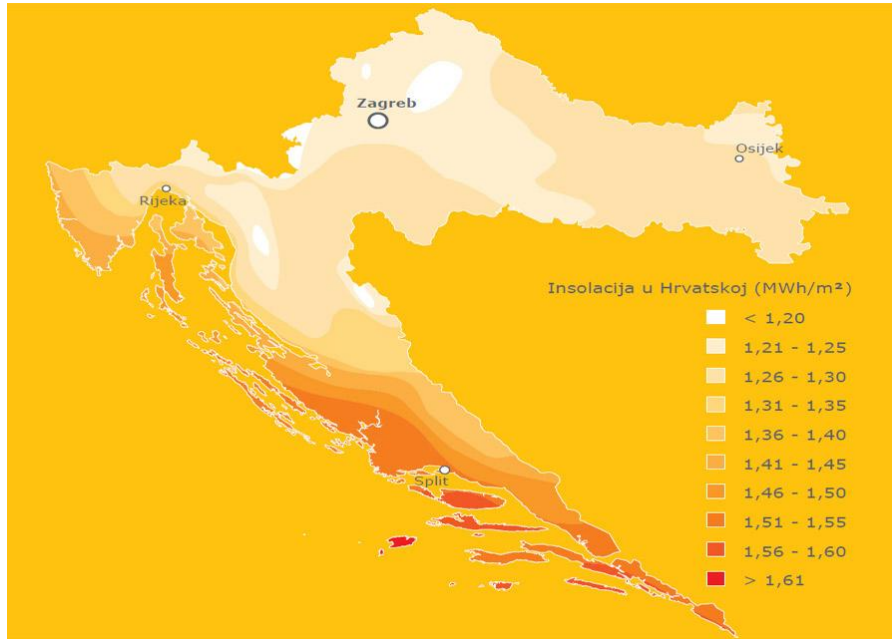 Zagreb
Osijek
Rijeka
Insolacija u Hrvatskoj (MWh/m²)
< 1,20
1,21 - 1,25
1,26 - 1,30
1,31 - 1,35
1,36 - 1,40
1,41 - 1,45
Split
1,46 - 1,50
1,51 - 1,55
1,56 - 1,60
> 1,61